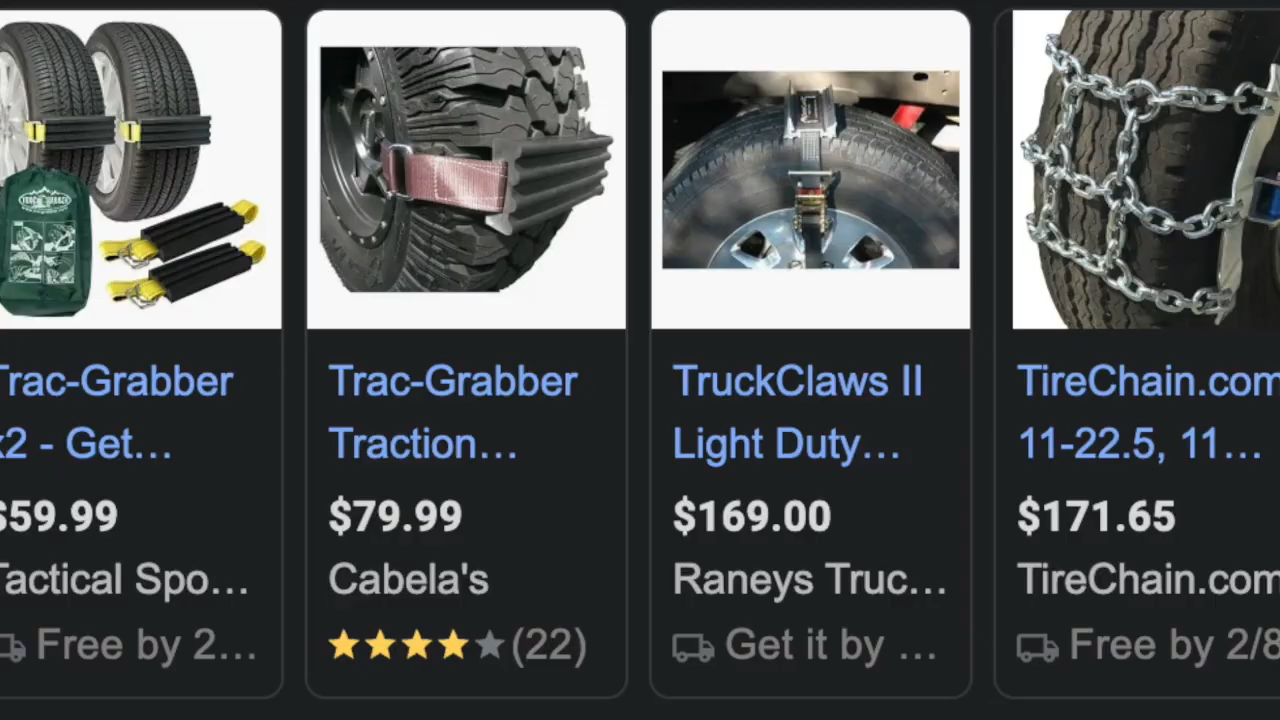 Trac-Grabber
x2 - Get…
$59.99
Tactical Spo…
Free by 2…
Trac-Grabber
Traction…
$79.99
Cabela's
(22)
TruckClaws II
Light Duty…
$169.00
Raneys Truc…
Get it by …
TireChain.com
11-22.5, 11…
$171.65
TireChain.com
Free by 2/8